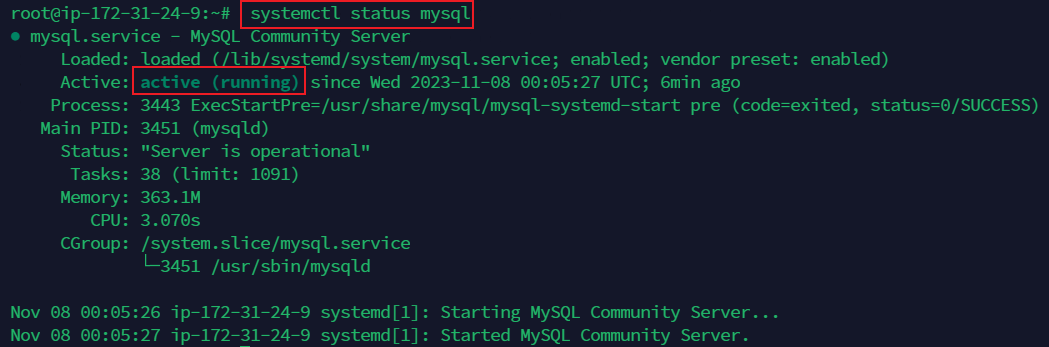 root@ip-172-31-24-9:~# systemctl status mysql
● mysql.service - MySQL Community Server
Loaded: loaded (/lib/systemd/system/mysql.service; enabled; vendor preset: enabled)
Active: active (running) since Wed 2023-11-08 00:05:27 UTC; 6min ago
Process: 3443 ExecStartPre=/usr/share/mysql/mysql-systemd-start pre (code=exited, status=0/SUCCESS)
Main PID: 3451 (mysqld)
Status: "Server is operational"
Tasks: 38 (limit: 1091)
Memory: 363.1M
CPU: 3.070s
CGroup: /system.slice/mysql.service
└─3451 /usr/sbin/mysqld
Nov 08 00:05:26 ip-172-31-24-9 systemd[1]: Starting MySQL Community Server...
Nov 08 00:05:27 ip-172-31-24-9 systemd[1]: Started MySQL Community Server.